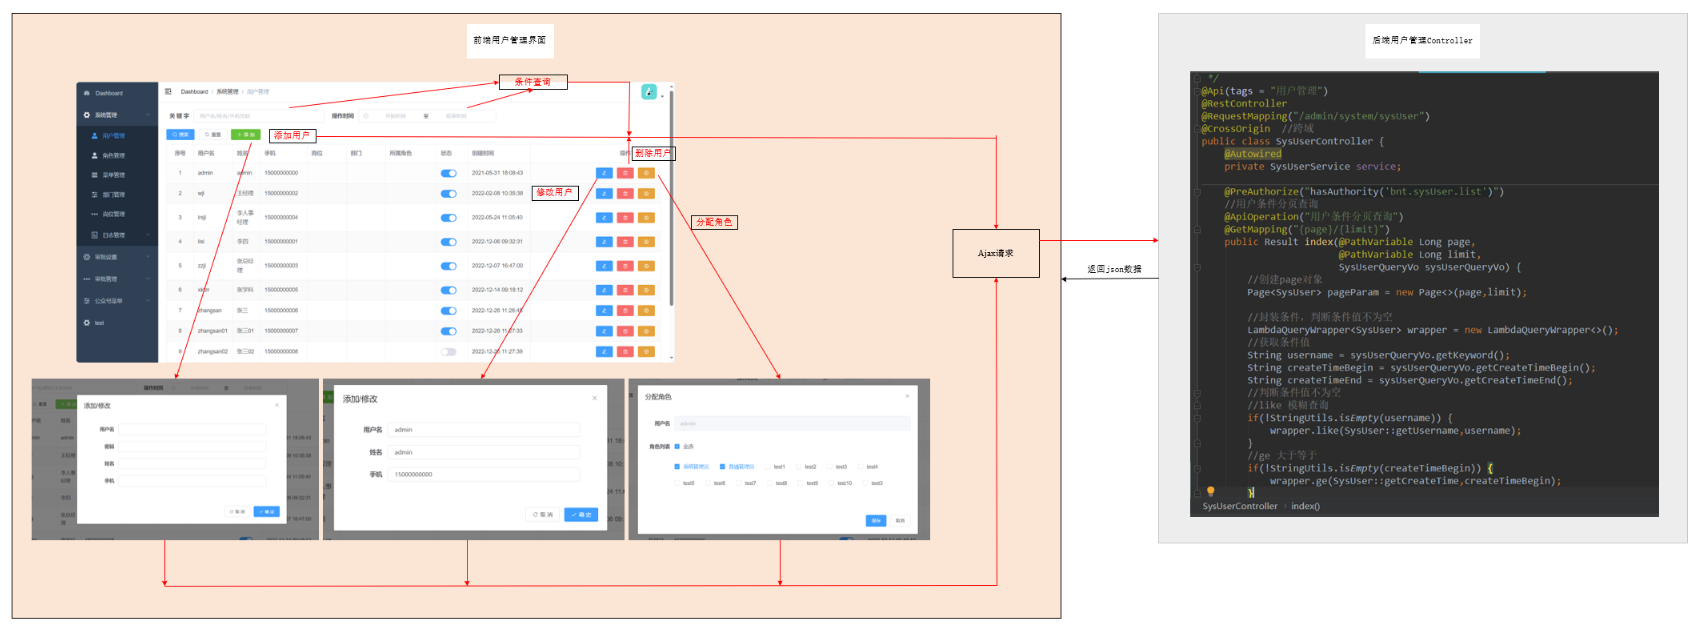 前端用户管理界面
后端用户管理Controller
条件查询
Dashboard
Dashboard / 系统管理 / 用户管理
系统管理
关 键 字
操作时间
至
用户管理
搜索
重置
添加用户
角色管理
序号 用户名 姓名 手机 岗位 部门 所属角色 状态 创建时间 操作
删除用户
菜单管理
1 admin admin 15000000000 2021-05-31 18:08:43
部门管理
2 wjl 王经理 15000000002 2022-02-08 10:35:38
修改用户
岗位管理
3 李人事经理 15000000004 2022-05-24 11:05:40
分配角色
日志管理
4 lisi 李四 15000000001 2022-12-06 09:32:31
审批设置
5 zzjl 张总经理 15000000003 2022-12-07 16:47:00
审批管理
6 15000000005 2022-12-14 09:18:12
公众号菜单
7 zhangsan 张三 15000000006 2022-12-26 11:26:45
test
8 zhangsan01 张三01 15000000007 2022-12-26 11:27:33
9 zhangsan02 张三02 15000000008 2022-12-26 11:27:39
Ajax请求
返回json数据
添加/修改
用户名
密码
姓名
手机
取 消
确 定
添加/修改
用户名 admin
姓名 admin
手机 15000000000
取 消
确 定
分配角色
用户名 admin
角色列表 全选
系统管理员 普通管理员 test1 test2 test3 test4
test5 test6 test7 test8 test9 test10 test3
保存
取消
*/
@Api(tags = "用户管理")
@RestController
@RequestMapping("/admin/system/sysUser")
@CrossOrigin //跨域
public class SysUserController {
@Autowired
private SysUserService service;
@PreAuthorize("hasAuthority('bnt.sysUser.list')")
//用户条件分页查询
@ApiOperation("用户条件分页查询")
@GetMapping("{page}/{limit}")
public Result index(@PathVariable Long page,
@PathVariable Long limit,
SysUserQueryVo sysUserQueryVo) {
//创建page对象
Page<SysUser> pageParam = new Page<>(page,limit);
//封装条件，判断条件值不为空
LambdaQueryWrapper<SysUser> wrapper = new LambdaQueryWrapper<>();
//获取条件值
String username = sysUserQueryVo.getKeyword();
String createTimeBegin = sysUserQueryVo.getCreateTimeBegin();
String createTimeEnd = sysUserQueryVo.getCreateTimeEnd();
//判断条件值不为空
//like 模糊查询
if(!StringUtils.isEmpty(username)) {
wrapper.like(SysUser::getUsername,username);
}
//ge 大于等于
if(!StringUtils.isEmpty(createTimeBegin)) {
wrapper.ge(SysUser::getCreateTime,createTimeBegin);
}
SysUserController › index()